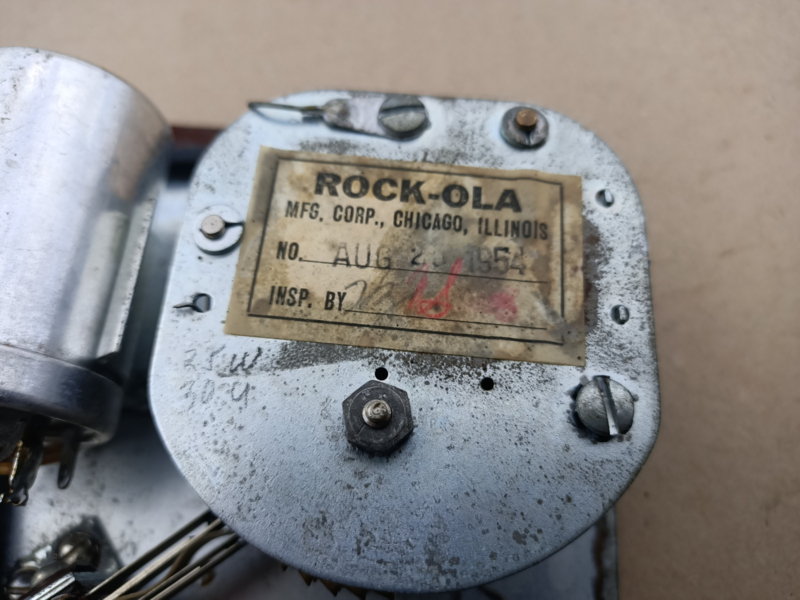 ROCK-OLA
MFG. CORP., CHICAGO, ILLINOIS
NO. AUG 1954
INSP. BY